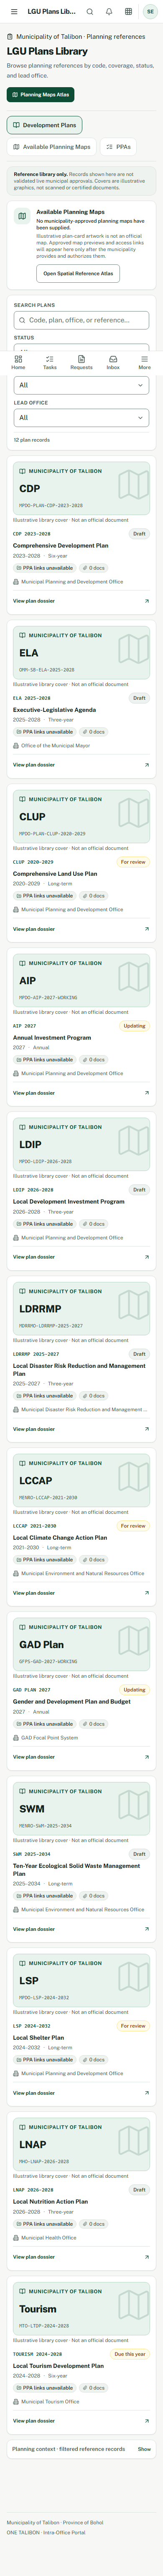 LGU Plans Lib...
SE
Municipality of Talibon · Planning references
LGU Plans Library
Browse planning references by code, coverage, status, and lead office.
Planning Maps Atlas
Development Plans
Available Planning Maps
PPAs
Reference library only. Records shown here are not validated municipal approvals. Covers are illustrative graphics, not scanned or certified documents.
Available Planning Maps
No municipality-approved planning maps have been supplied.
Illustrative plan-card artwork is not an official map. Approved map previews and access links will appear here only after the municipality provides and authorizes them.
Open Spatial Reference Atlas
SEARCH PLANS
Code, plan, office, or reference...
STATUS
Home
Tasks
Requests
Inbox
More
All
LEAD OFFICE
All
12 plan records
MUNICIPALITY OF TALIBON
CDP
MPDO-PLAN-CDP-2023-2028
Illustrative library cover · Not an official document
CDP 2023-2028
Draft
Comprehensive Development Plan
2023-2028 · Six-year
PPA links unavailable
0 docs
Municipal Planning and Development Office
View plan dossier
MUNICIPALITY OF TALIBON
ELA
OMM-SB-ELA-2025-2028
Illustrative library cover · Not an official document
ELA 2025-2028
Draft
Executive-Legislative Agenda
2025-2028 · Three-year
PPA links unavailable
0 docs
Office of the Municipal Mayor
View plan dossier
MUNICIPALITY OF TALIBON
CLUP
MPDO-PLAN-CLUP-2020-2029
Illustrative library cover · Not an official document
CLUP 2020-2029
For review
Comprehensive Land Use Plan
2020-2029 · Long-term
PPA links unavailable
0 docs
Municipal Planning and Development Office
View plan dossier
MUNICIPALITY OF TALIBON
AIP
MPDO-AIP-2027-WORKING
Illustrative library cover · Not an official document
AIP 2027
Updating
Annual Investment Program
2027 · Annual
PPA links unavailable
0 docs
Municipal Planning and Development Office
View plan dossier
MUNICIPALITY OF TALIBON
LDIP
MPDO-LDIP-2026-2028
Illustrative library cover · Not an official document
LDIP 2026-2028
Draft
Local Development Investment Program
2026-2028 · Three-year
PPA links unavailable
0 docs
Municipal Planning and Development Office
View plan dossier
MUNICIPALITY OF TALIBON
LDRRMP
MDRRMO-LDRRMP-2025-2027
Illustrative library cover · Not an official document
LDRRMP 2025-2027
Draft
Local Disaster Risk Reduction and Management Plan
2025-2027 · Three-year
PPA links unavailable
0 docs
Municipal Disaster Risk Reduction and Management ...
View plan dossier
MUNICIPALITY OF TALIBON
LCCAP
MENRO-LCCAP-2021-2030
Illustrative library cover · Not an official document
LCCAP 2021-2030
For review
Local Climate Change Action Plan
2021-2030 · Long-term
PPA links unavailable
0 docs
Municipal Environment and Natural Resources Office
View plan dossier
MUNICIPALITY OF TALIBON
GAD Plan
GFPS-GAD-2027-WORKING
Illustrative library cover · Not an official document
GAD PLAN 2027
Updating
Gender and Development Plan and Budget
2027 · Annual
PPA links unavailable
0 docs
GAD Focal Point System
View plan dossier
MUNICIPALITY OF TALIBON
SWM
MENRO-SWM-2025-2034
Illustrative library cover · Not an official document
SWM 2025-2034
Draft
Ten-Year Ecological Solid Waste Management Plan
2025-2034 · Long-term
PPA links unavailable
0 docs
Municipal Environment and Natural Resources Office
View plan dossier
MUNICIPALITY OF TALIBON
LSP
MPDO-LSP-2024-2032
Illustrative library cover · Not an official document
LSP 2024-2032
For review
Local Shelter Plan
2024-2032 · Long-term
PPA links unavailable
0 docs
Municipal Planning and Development Office
View plan dossier
MUNICIPALITY OF TALIBON
LNAP
MHO-LNAP-2026-2028
Illustrative library cover · Not an official document
LNAP 2026-2028
Draft
Local Nutrition Action Plan
2026-2028 · Three-year
PPA links unavailable
0 docs
Municipal Health Office
View plan dossier
MUNICIPALITY OF TALIBON
Tourism
MTO-LTDP-2024-2028
Illustrative library cover · Not an official document
TOURISM 2024-2028
Due this year
Local Tourism Development Plan
2024-2028 · Six-year
PPA links unavailable
0 docs
Municipal Tourism Office
View plan dossier
Planning context · filtered reference records
Show
Municipality of Talibon · Province of Bohol
ONE TALIBON · Intra-Office Portal